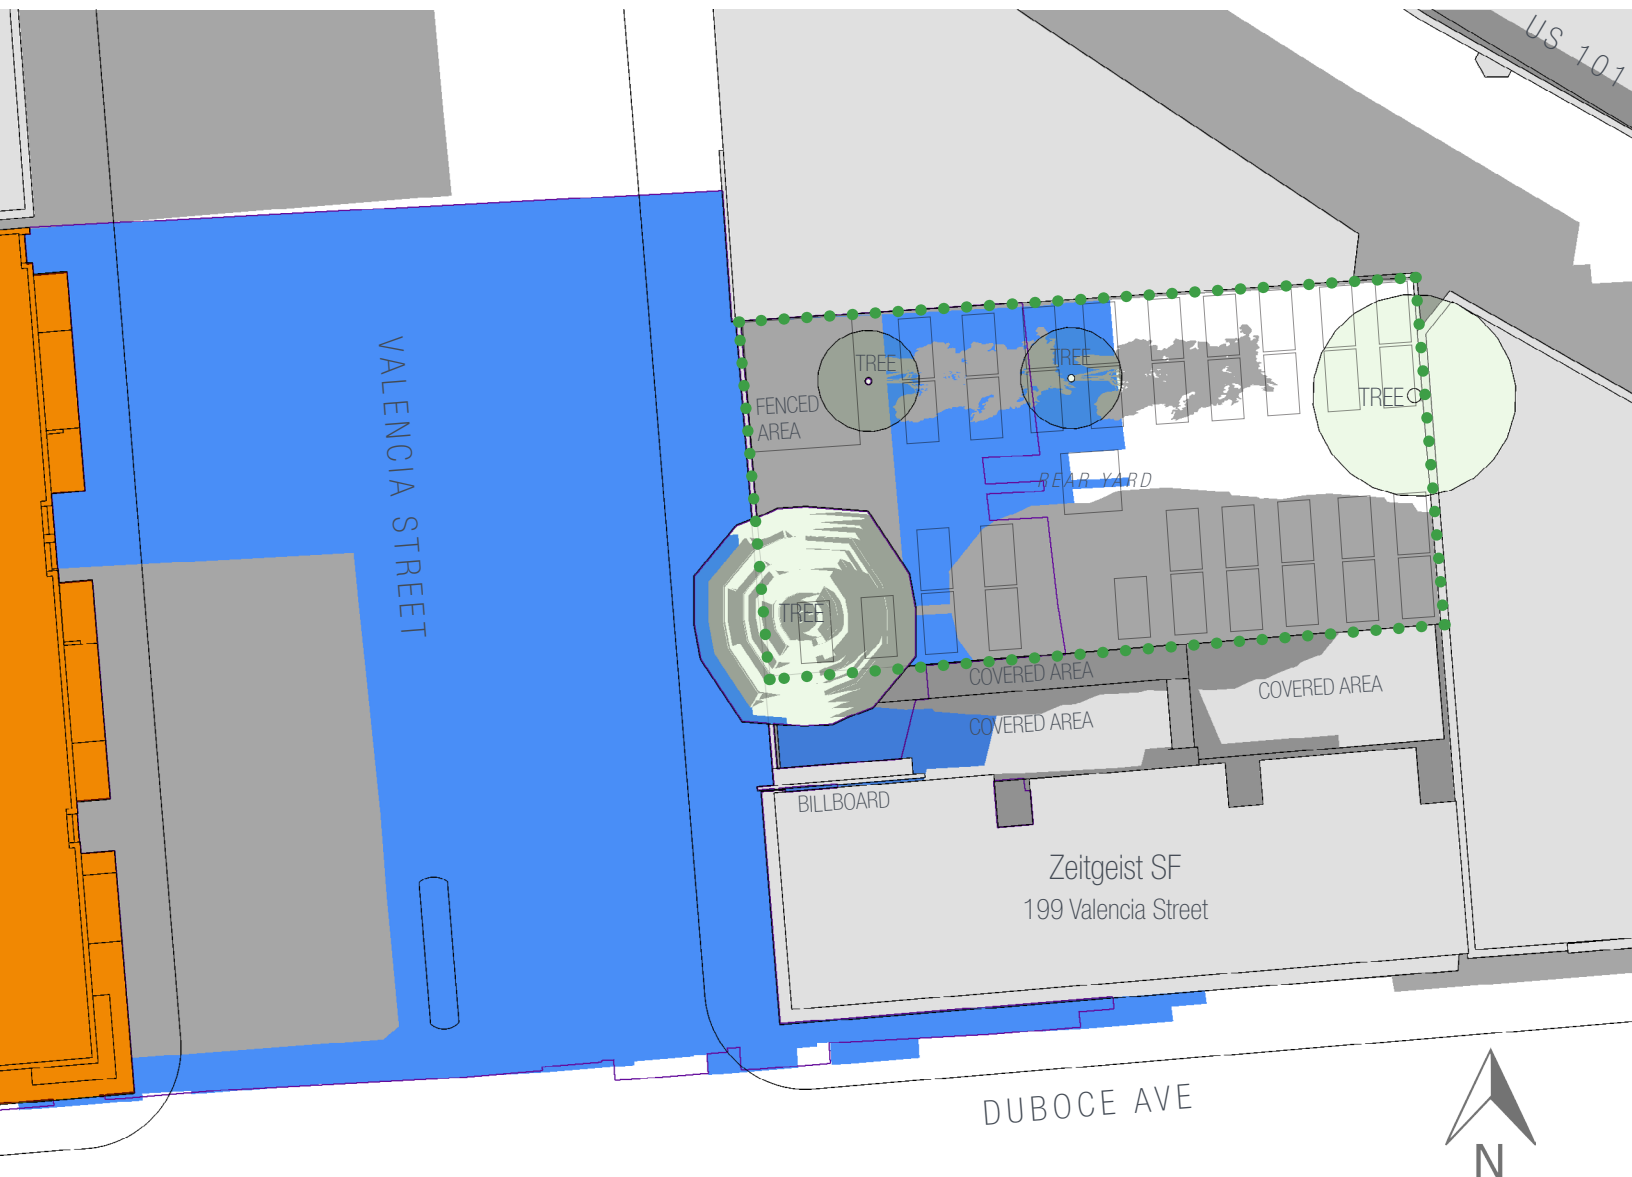 US 101
VALENCIA STREET
TREE
TREE
TREE
FENCED
AREA
REAR YARD
TREE
COVERED AREA
COVERED AREA
COVERED AREA
BILLBOARD
Zeitgeist SF
199 Valencia Street
DUBOCE AVE
N